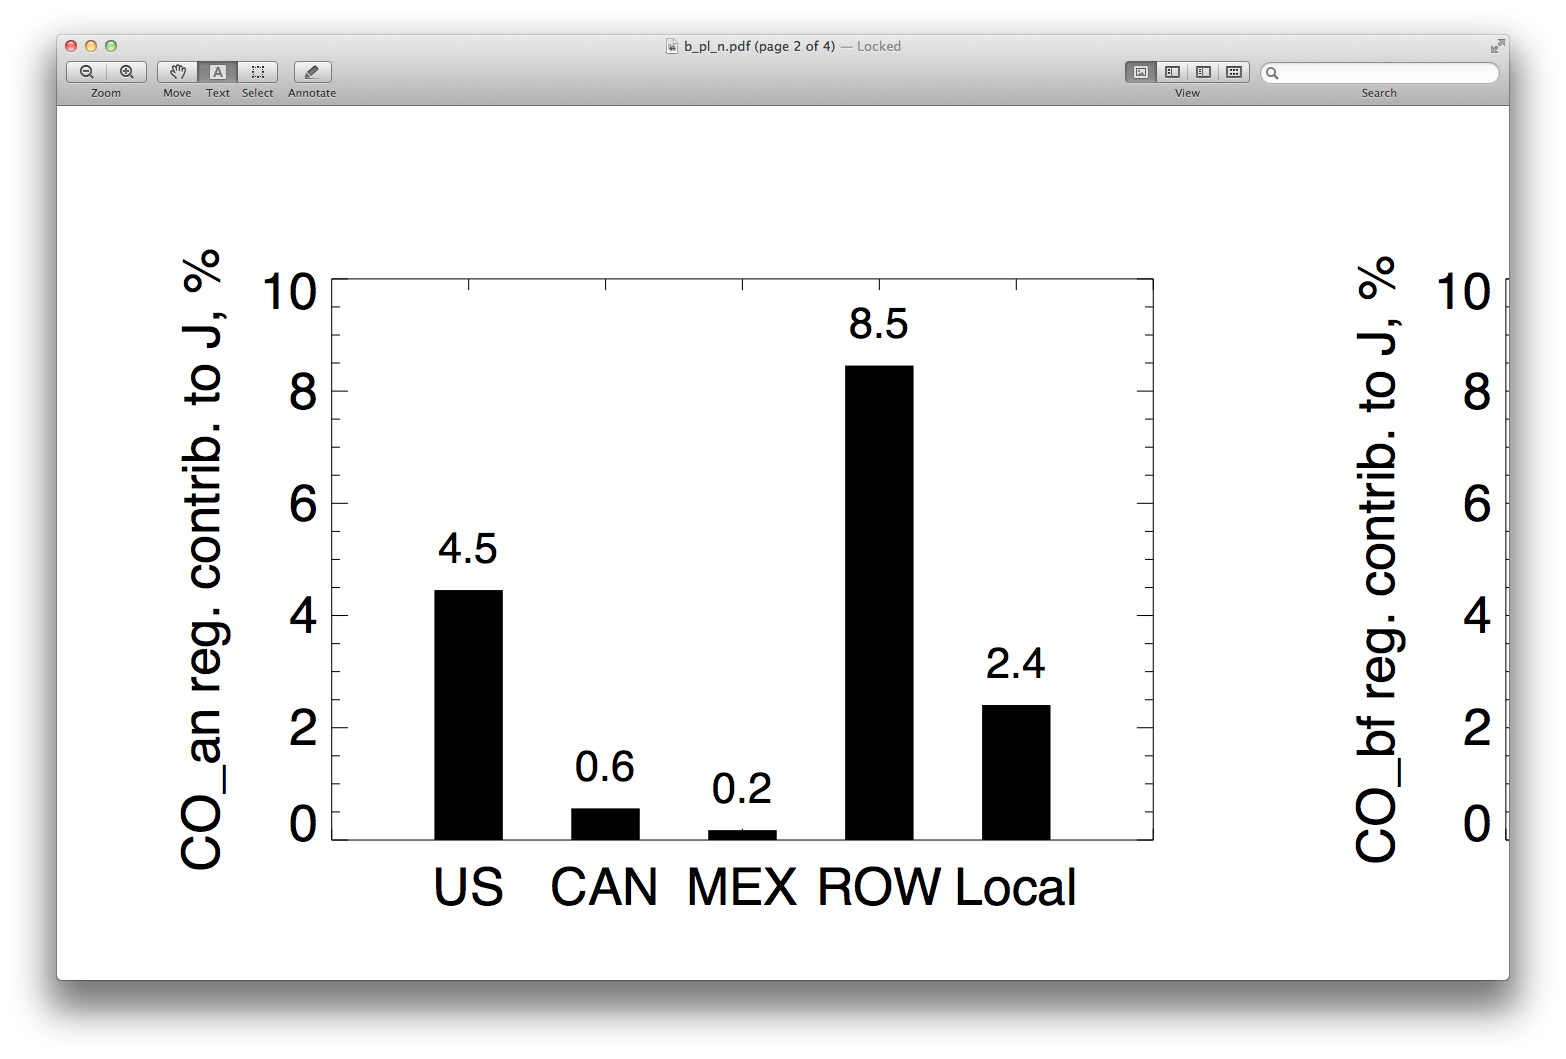 b_pl_n.pdf (page 2 of 4) — Locked
Zoom
Move
Text
Select
Annotate
View
Search
CO_an reg. contrib. to J, %
10
8
6
4
2
0
4.5
0.6
0.2
8.5
2.4
US
CAN
MEX
ROW
Local
CO_bf reg. contrib. to J, %
10
8
6
4
2
0